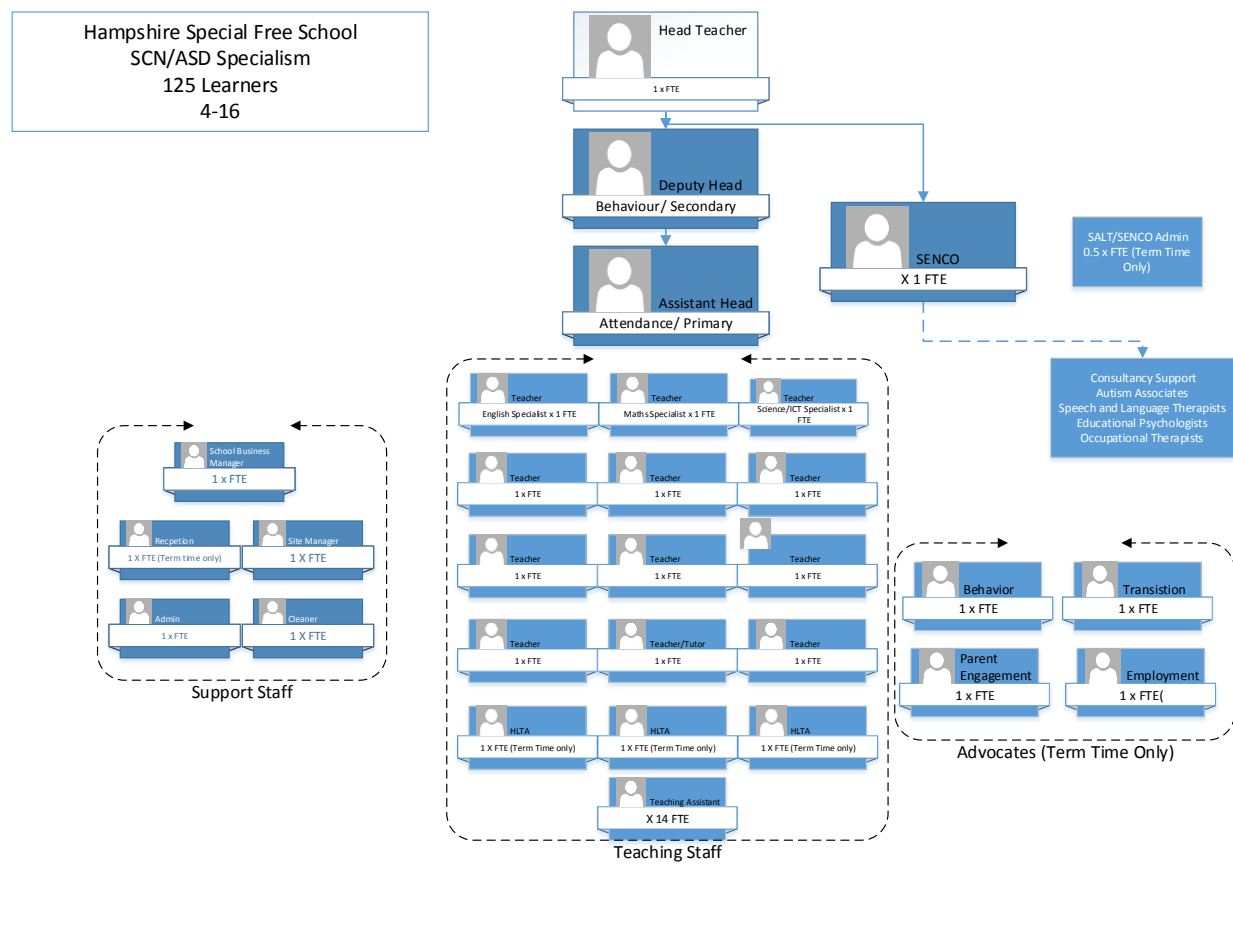 Hampshire Special Free School
SCN/ASD Specialism
125 Learners
4-16
Head Teacher
1 x FTE
Deputy Head
Behaviour/ Secondary
SENCO
X 1 FTE
SALT/SENCO Admin
0.5 x FTE (Term Time
Only)
Assistant Head
Attendance/ Primary
Consultancy Support
Autism Associates
Speech and Language Therapists
Educational Psychologists
Occupational Therapists
School Business
Manager
1 x FTE
Recpetion
1 X FTE (Term time only)
Site Manager
1 X FTE
Admin
1 x FTE
Cleaner
1 X FTE
Support Staff
Teacher
English Specialist x 1 FTE
Teacher
Maths Specialist x 1 FTE
Teacher
Science/ICT Specialist x 1
FTE
Teacher
1 x FTE
Teacher
1 x FTE
Teacher
1 x FTE
Teacher
1 x FTE
Teacher
1 x FTE
Teacher
1 x FTE
Teacher
1 x FTE
Teacher/Tutor
1 x FTE
Teacher
1 x FTE
HLTA
1 X FTE (Term Time only)
HLTA
1 X FTE (Term Time only)
HLTA
1 X FTE (Term Time only)
Teaching Assistant
X 14 FTE
Teaching Staff
Behavior
1 x FTE
Transistion
1 x FTE
Parent
Engagement
1 x FTE
Employment
1 x FTE(
Advocates (Term Time Only)